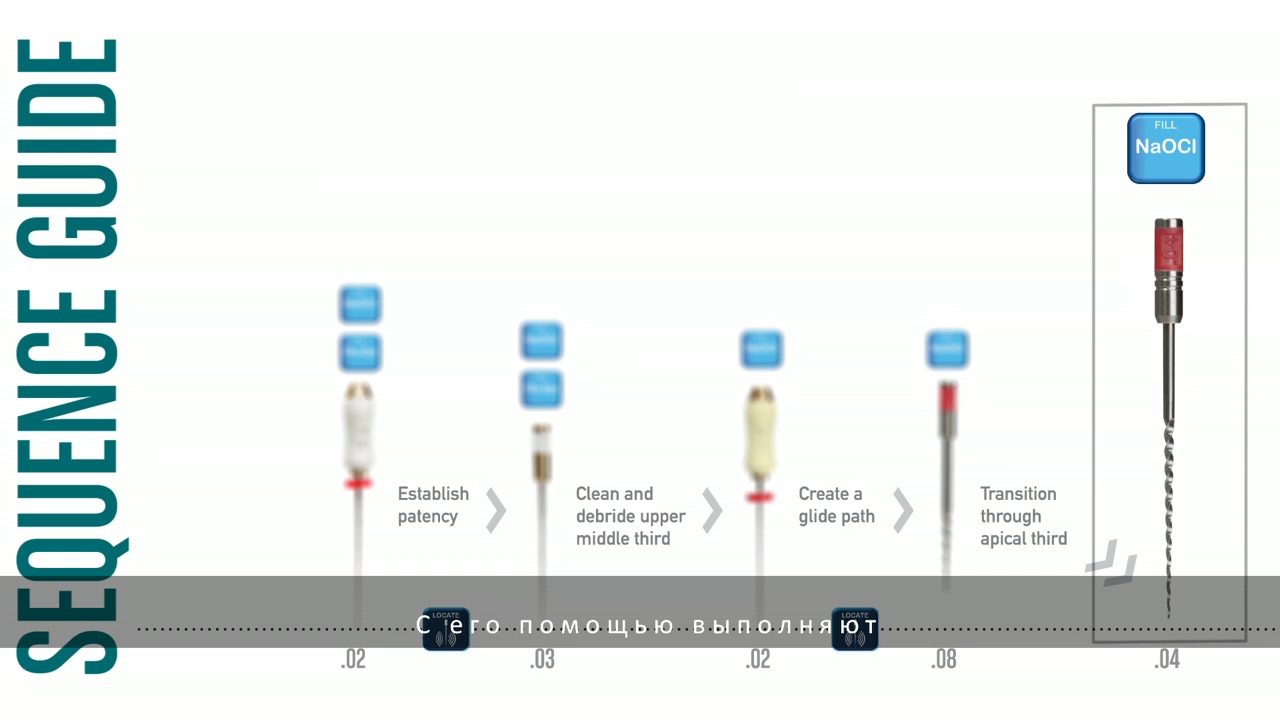 SEQUENCE GUIDE
FILL
NaOCl
Establish
patency
Clean and
debride upper
middle third
Create a
glide path
Transition
through
apical third
LOCATE
LOCATE
С его помощью выполняют
.02
.03
.02
.08
.04